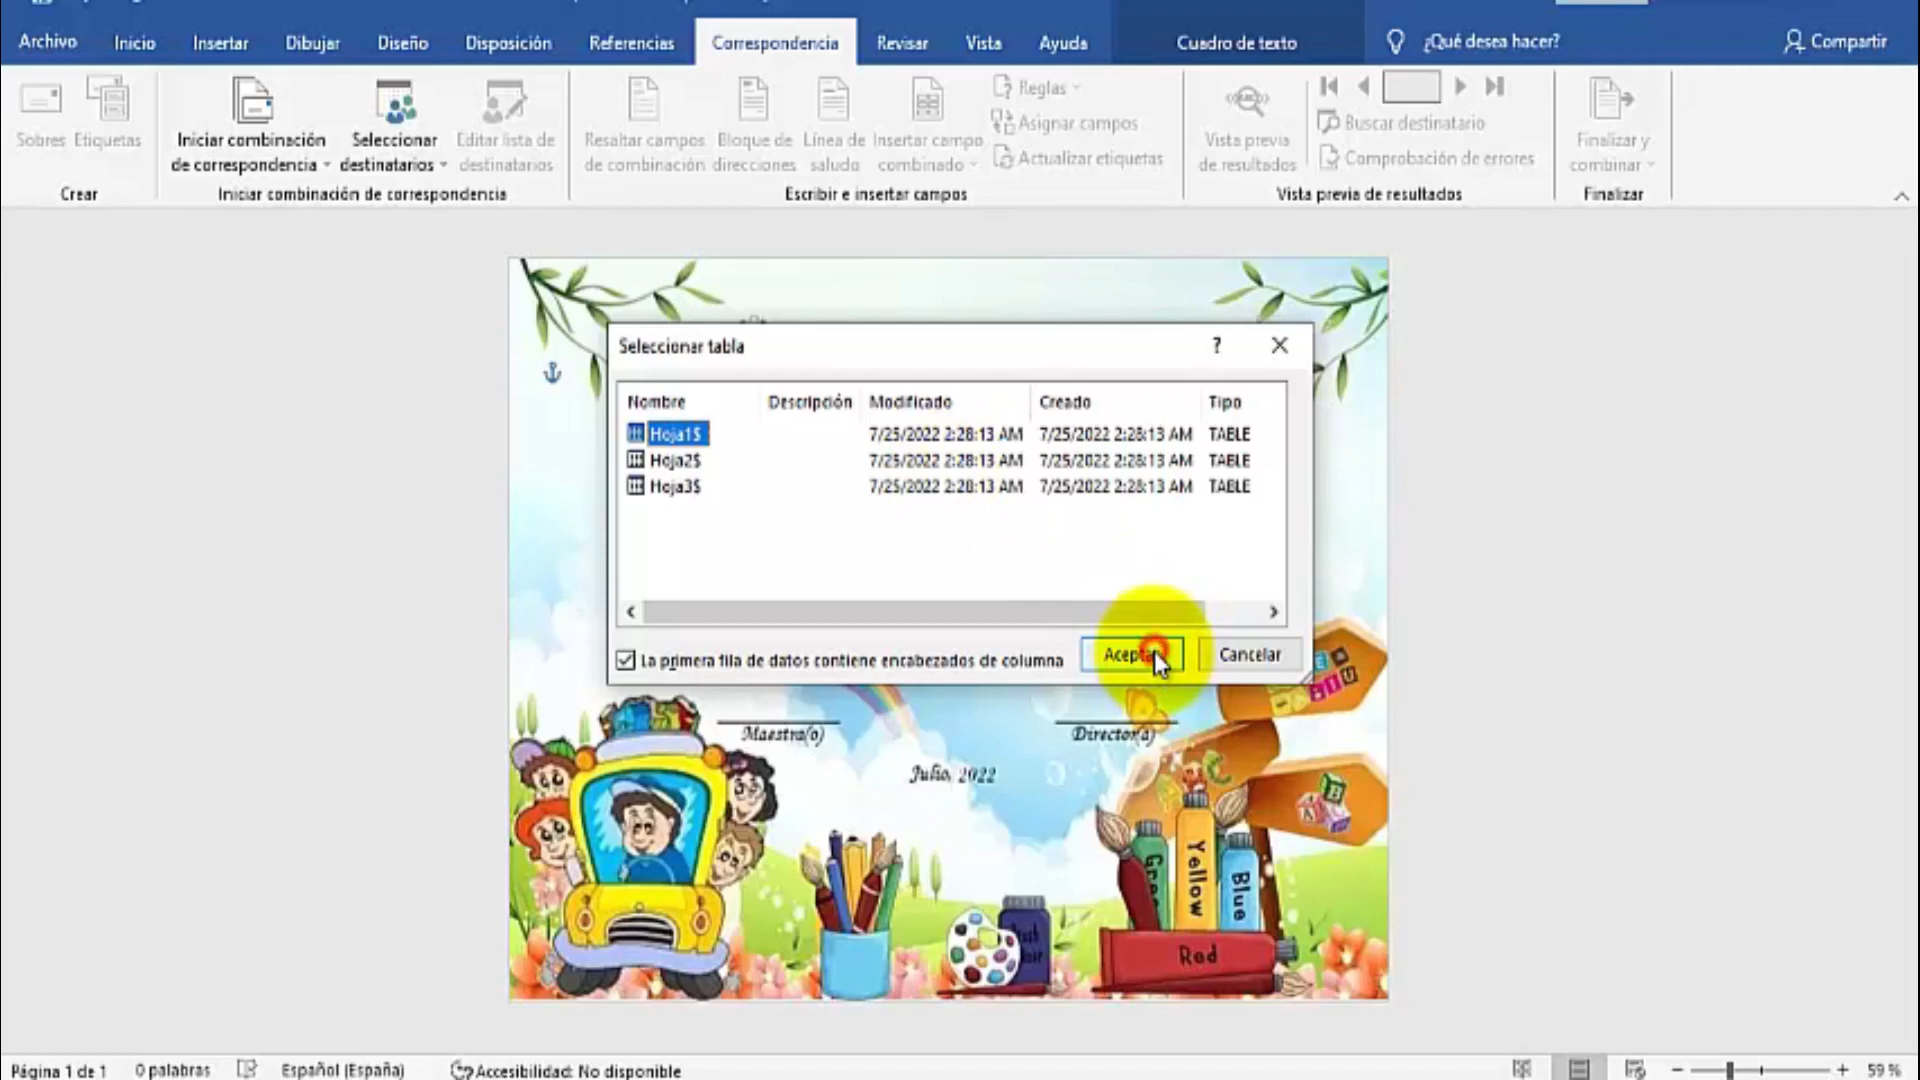 Archivo Inicio Insertar Dibujar Diseño Disposición Referencias Correspondencia Revisar Vista Ayuda Cuadro de texto ¿Qué desea hacer? Compartir
Sobres Etiquetas
Crear
Iniciar combinación
de correspondencia
Seleccionar
destinatarios
Editar lista de
destinatarios
Iniciar combinación de correspondencia
Resaltar campos
de combinación
Bloque de
direcciones
Línea de
saludo
Insertar campo
combinado
Reglas
Asignar campos
Actualizar etiquetas
Escribir e insertar campos
Vista previa
de resultados
Buscar destinatario
Comprobación de errores
Vista previa de resultados
Finalizar y
combinar
Finalizar
Seleccionar tabla ?
Nombre Descripción Modificado Creado Tipo
Hoja1$ 7/25/2022 2:28:13 AM 7/25/2022 2:28:13 AM TABLE
Hoja2$ 7/25/2022 2:28:13 AM 7/25/2022 2:28:13 AM TABLE
Hoja3$ 7/25/2022 2:28:13 AM 7/25/2022 2:28:13 AM TABLE
La primera fila de datos contiene encabezados de columna
Aceptar Cancelar
Maestra(o) Director(a)
Julio, 2022
Yellow
Blue
Red
Página 1 de 1 0 palabras Español (España) Accesibilidad: No disponible 59 %